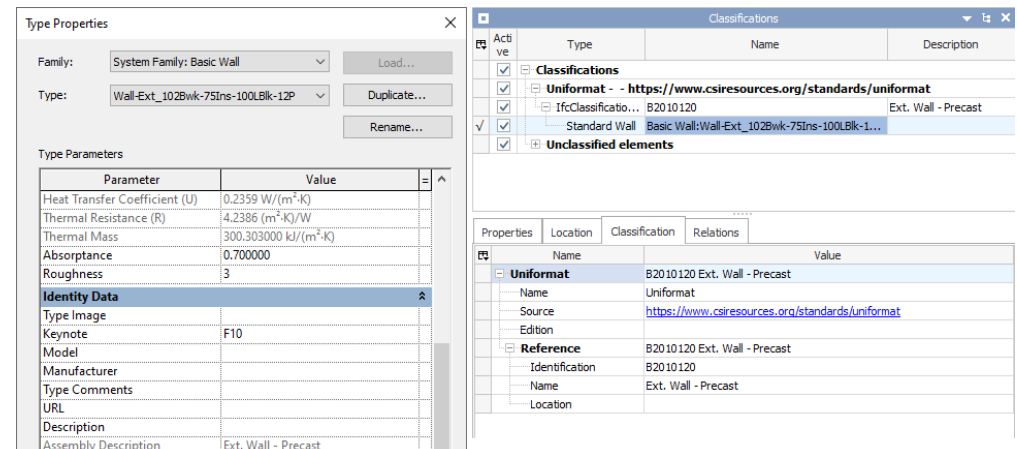 Type Properties
Family: System Family: Basic Wall Load...
Type: Wall-Ext_102Bwk-75Ins-100LBlk-12P Duplicate...
Rename...
Type Parameters
Parameter Value =
Heat Transfer Coefficient (U) 0.2359 W/(m²·K)
Thermal Resistance (R) 4.2386 (m²·K)/W
Thermal Mass 300.303000 kJ/(m²·K)
Absorptance 0.700000
Roughness 3
Identity Data
Type Image
Keynote F10
Model
Manufacturer
Type Comments
URL
Description
Assembly Description Ext. Wall - Precast
Classifications
Active Type Name Description
Classifications
Uniformat - - https://www.csiresources.org/standards/uniformat
IfcClassificatio... B2010120 Ext. Wall - Precast
Standard Wall Basic Wall:Wall-Ext_102Bwk-75Ins-100LBlk-1...
Unclassified elements
Properties Location Classification Relations
Name Value
Uniformat B2010120 Ext. Wall - Precast
Name Uniformat
Source https://www.csiresources.org/standards/uniformat
Edition
Reference B2010120 Ext. Wall - Precast
Identification B2010120
Name Ext. Wall - Precast
Location